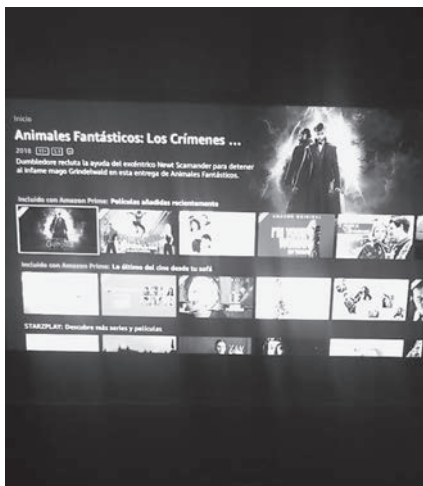 Inicio
Animales Fantásticos: Los Crímenes ...
2018
Dumbledore recluta la ayuda del excéntrico Newt Scamander para detener
al infame mago Grindelwald en esta entrega de Animales Fantásticos.
Incluido con Amazon Prime: Películas añadidas recientemente
AMAZON ORIGINAL
I'M YOUR
WOMAN
Incluido con Amazon Prime: Lo último del cine desde tu sofá
STARZPLAY: Descubre más series y películas